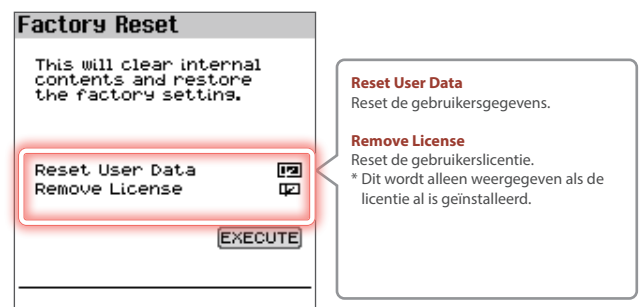 Factory Reset
This will clear internal
contents and restore
the factory setting.
Reset User Data
Remove License
EXECUTE
Reset User Data
Reset de gebruikersgegevens.
Remove License
Reset de gebruikerslicentie.
* Dit wordt alleen weergegeven als de
licentie al is geïnstalleerd.